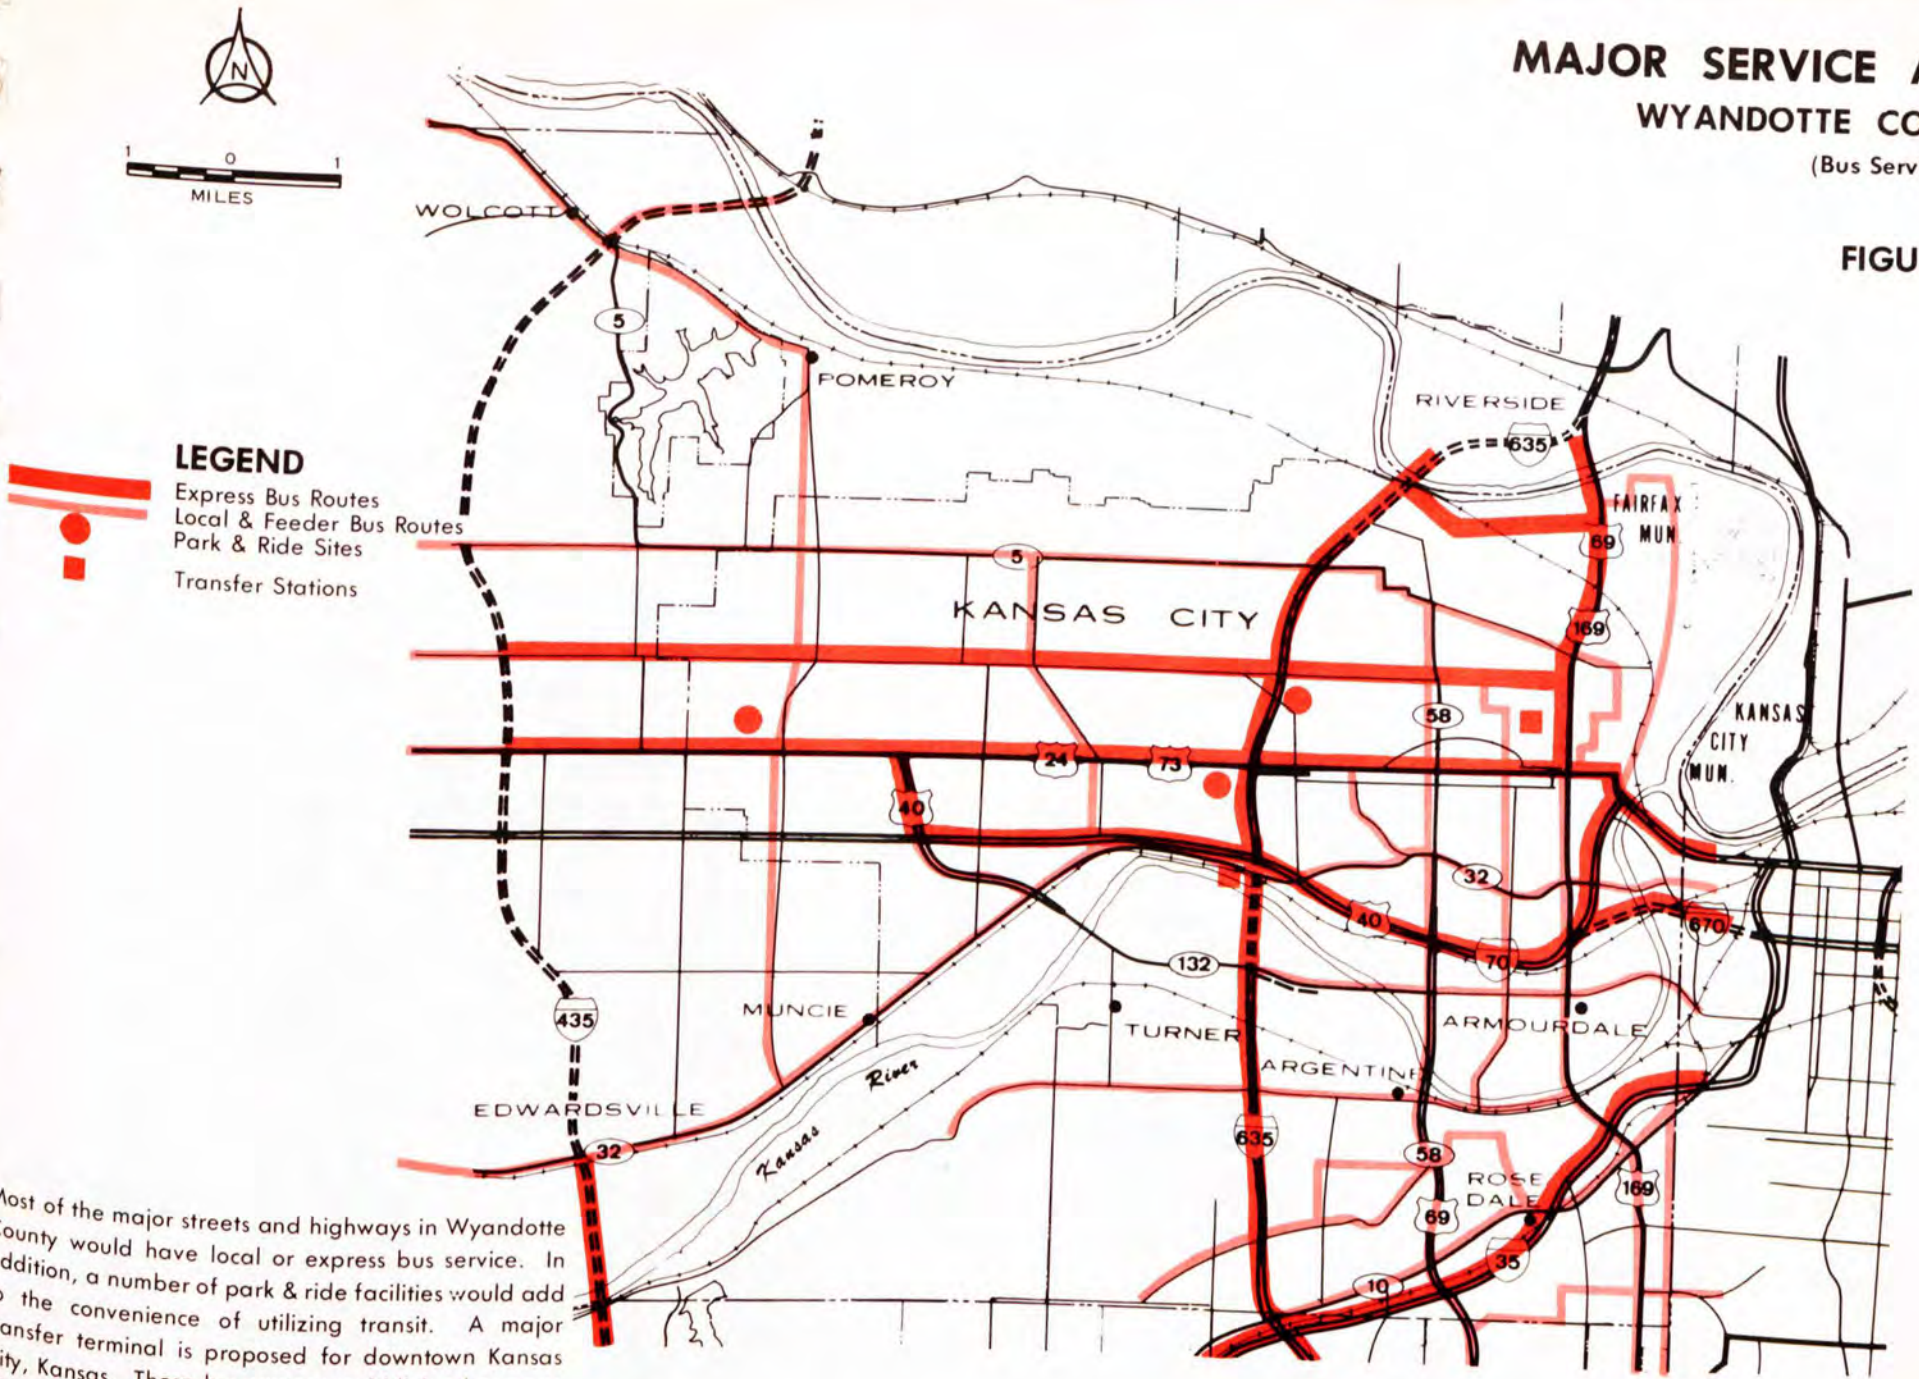 MAJOR SERVICE
WYANDOTTE CO
(Bus Serv
FIGU
N
1 0 1
MILES
WOLCOTT
5
POMEROY
RIVERSIDE
635
LEGEND
Express Bus Routes
Local & Feeder Bus Routes
Park & Ride Sites
Transfer Stations
FAIRFAX
MUN.
69
5
KANSAS CITY
169
58
KANSAS
CITY
MUN.
24
73
40
32
40
670
70
132
MUNCIE
435
TURNER
ARMOURDALE
ARGENTINE
River
Kansas
EDWARDSVILLE
32
635
58
ROSE
DALE
169
69
35
10
Most of the major streets and highways in Wyandotte
County would have local or express bus service. In
addition, a number of park & ride facilities would add
to the convenience of utilizing transit. A major
transfer terminal is proposed for downtown Kansas
City, Kansas.